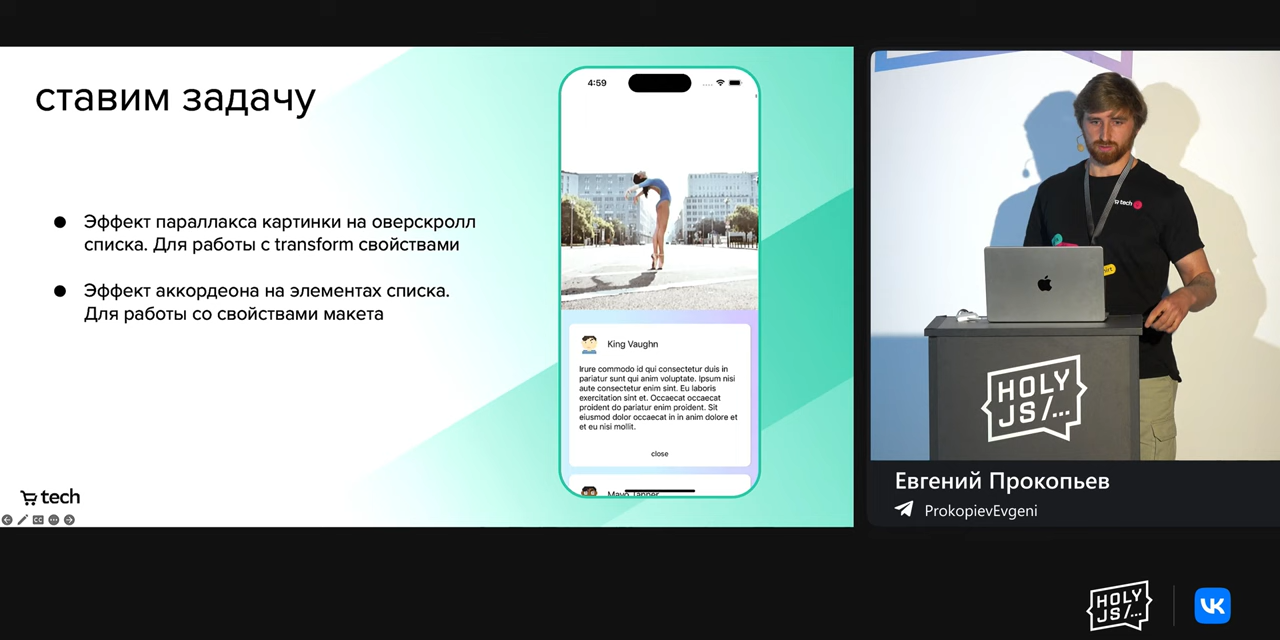 ставим задачу
● Эффект параллакса картинки на оверскролл
списка. Для работы с transform свойствами
● Эффект аккордеона на элементах списка.
Для работы со свойствами макета
tech
4:59
King Vaughn
Irure commodo id qui consectetur duis in
pariatur sunt qui anim voluptate. Ipsum nisi
aute consectetur enim sint. Eu laboris
exercitation sint et. Occaecat occaecat
proident do pariatur enim proident. Sit
eiusmod dolor occaecat in in anim dolore et
et eu nisi mollit.
close
tech
HOLY
JS/...
Евгений Прокопьев
ProkopievEvgeni
HOLY
JS/...
VK